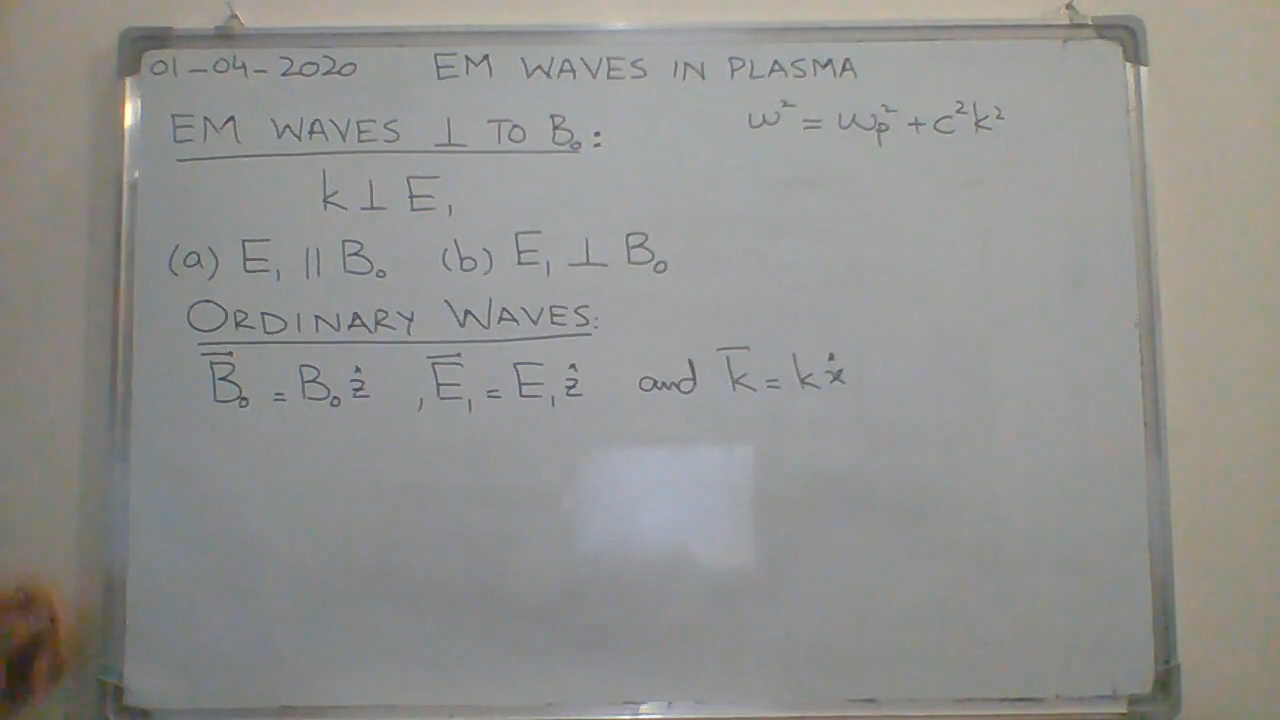 01-04-2020 EM WAVES IN PLASMA
EM WAVES ⊥ TO B₀: ω² = ωₚ² + c²k²
k ⊥ E₁
(a) E₁ || B₀ (b) E₁ ⊥ B₀
ORDINARY WAVES:
B̅₀ = B₀ẑ , E̅₁ = E₁ẑ and k̅ = kx̂